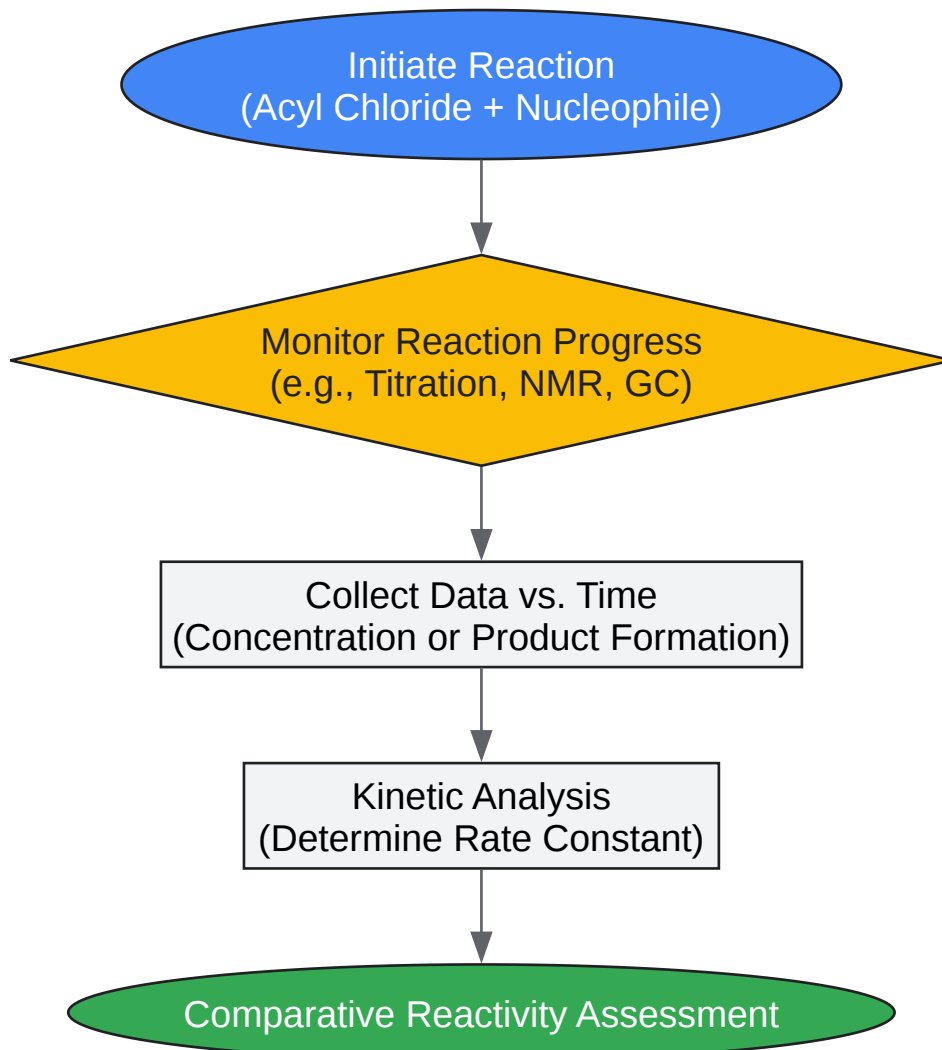 Initiate Reaction
(Acyl Chloride + Nucleophile)
Monitor Reaction Progress
(e.g., Titration, NMR, GC)
Collect Data vs. Time
(Concentration or Product Formation)
Kinetic Analysis
(Determine Rate Constant)
Comparative Reactivity Assessment